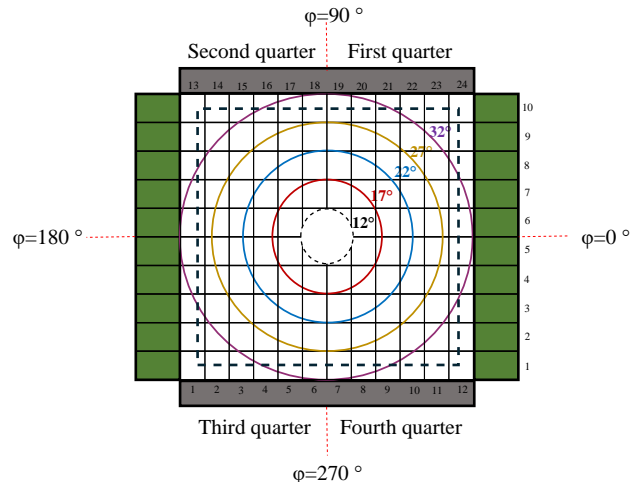 φ=90 °
Second quarter First quarter
13 14 15 16 17 18 19 20 21 22 23 24
10
9
8
7
6
5
4
3
2
1
32°
27°
22°
17°
12°
φ=180 °
φ=0 °
1 2 3 4 5 6 7 8 9 10 11 12
Third quarter Fourth quarter
φ=270 °